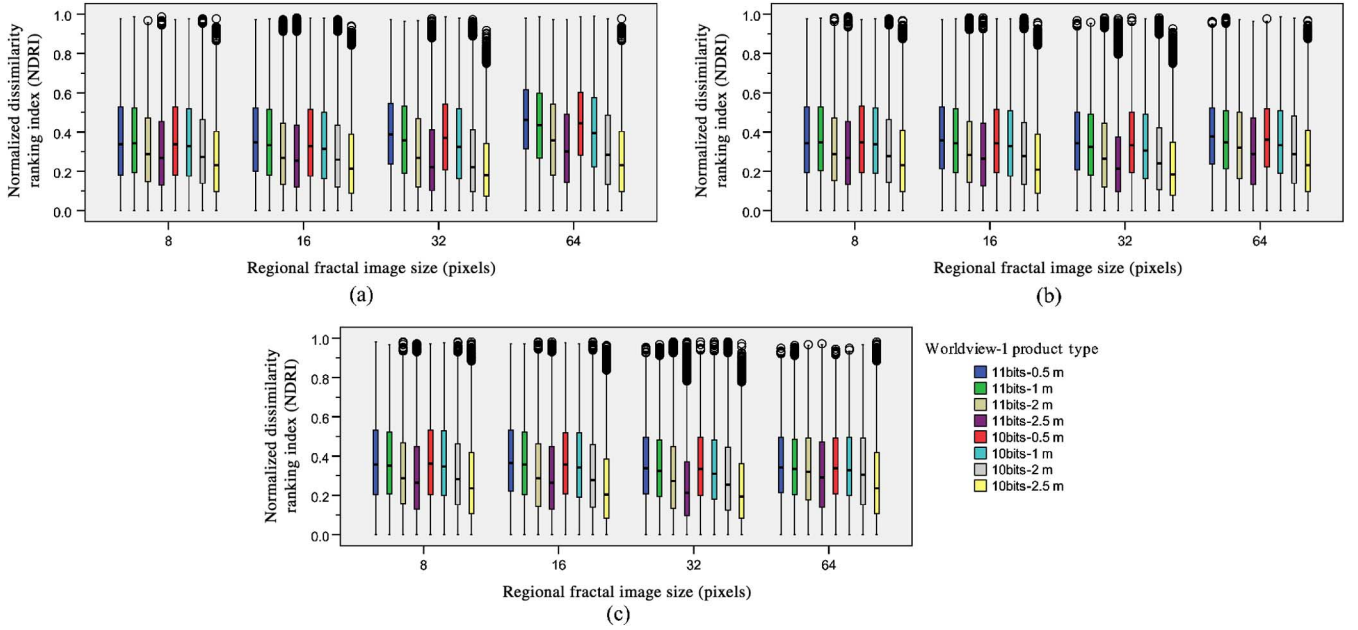 Normalized dissimilarity
ranking index (NDRI)
1.0
0.8
0.6
0.4
0.2
0.0
8 16 32 64
Regional fractal image size (pixels)
(a)
Normalized dissimilarity
ranking index (NDRI)
1.0
0.8
0.6
0.4
0.2
0.0
8 16 32 64
Regional fractal image size (pixels)
(b)
Normalized dissimilarity
ranking index (NDRI)
1.0
0.8
0.6
0.4
0.2
0.0
8 16 32 64
Regional fractal image size (pixels)
(c)
Worldview-1 product type
11bits-0.5 m
11bits-1 m
11bits-2 m
11bits-2.5 m
10bits-0.5 m
10bits-1 m
10bits-2 m
10bits-2.5 m